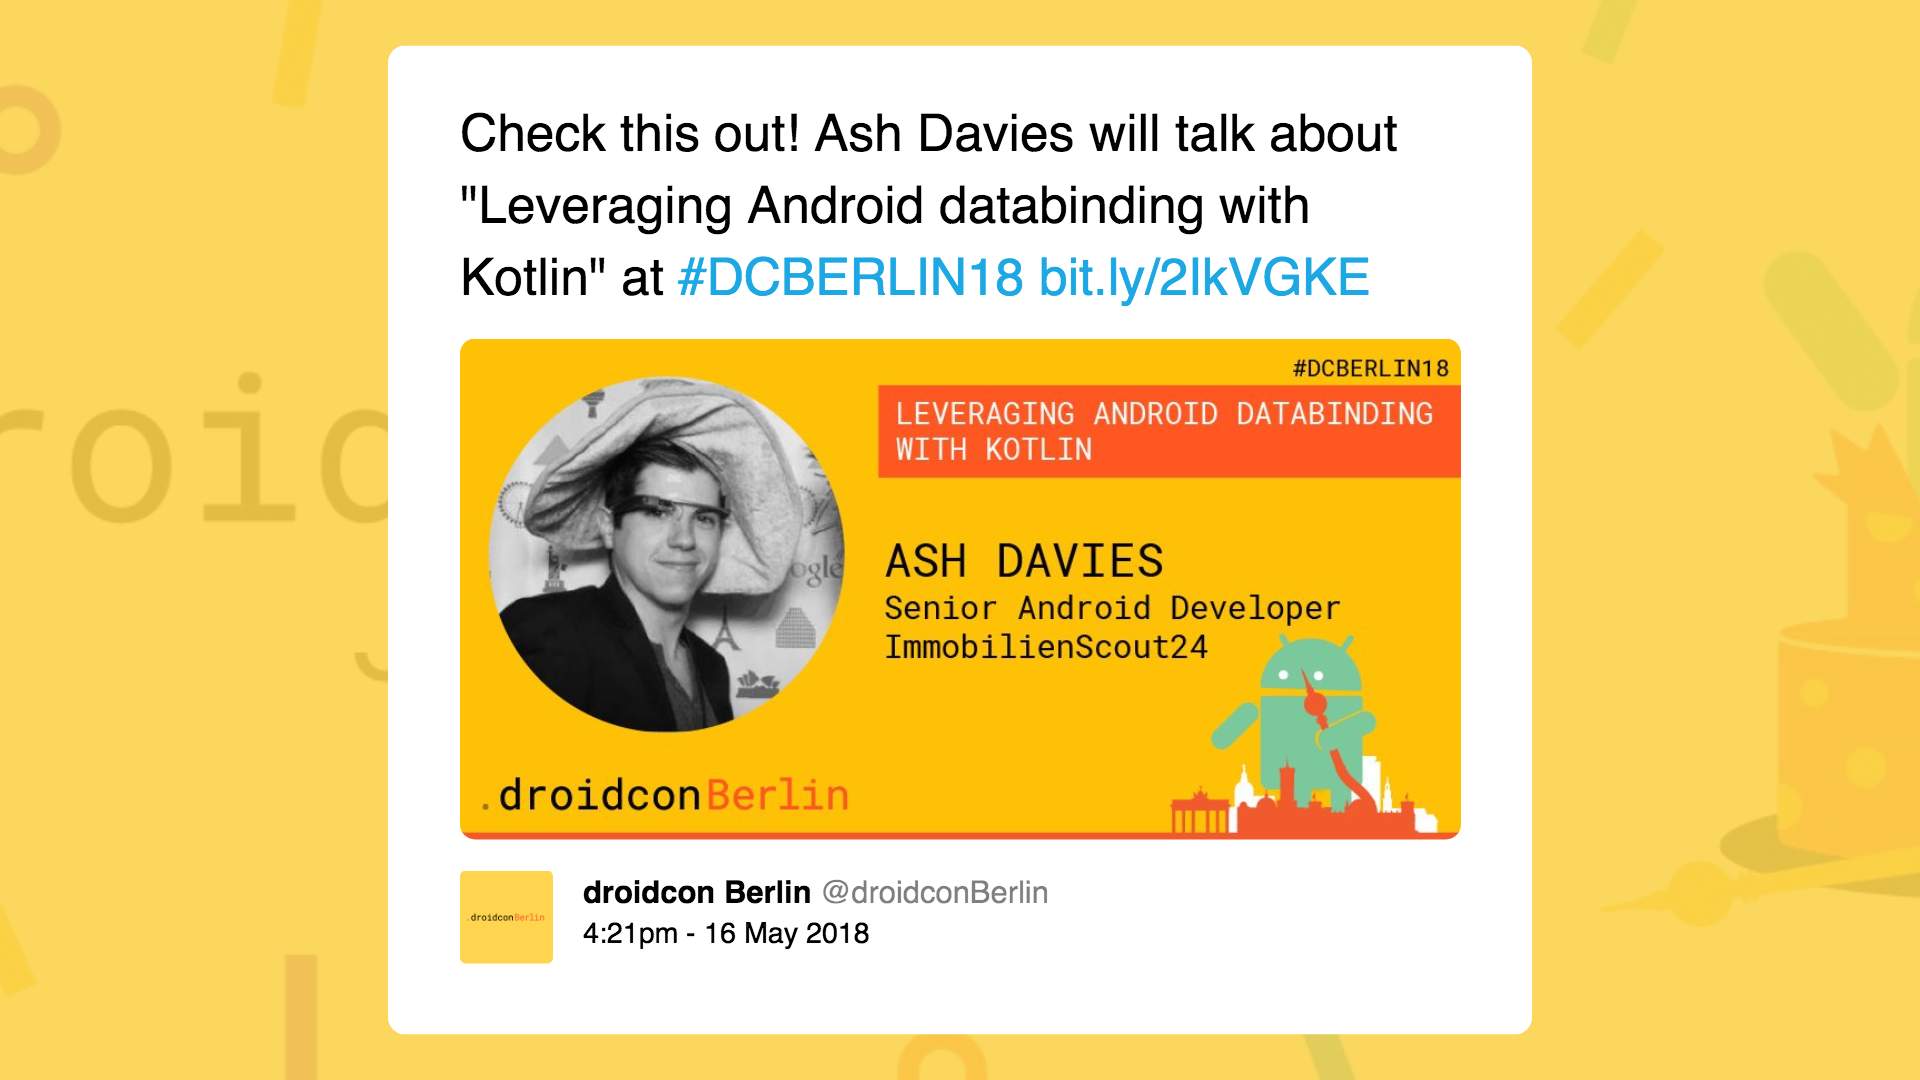 Check this out! Ash Davies will talk about
"Leveraging Android databinding with
Kotlin" at #DCBERLIN18 bit.ly/2IkVGKE
#DCBERLIN18
LEVERAGING ANDROID DATABINDING
WITH KOTLIN
ASH DAVIES
Senior Android Developer
ImmobilienScout24
.droidconBerlin
droidcon Berlin @droidconBerlin
.droidconBerlin
4:21pm - 16 May 2018